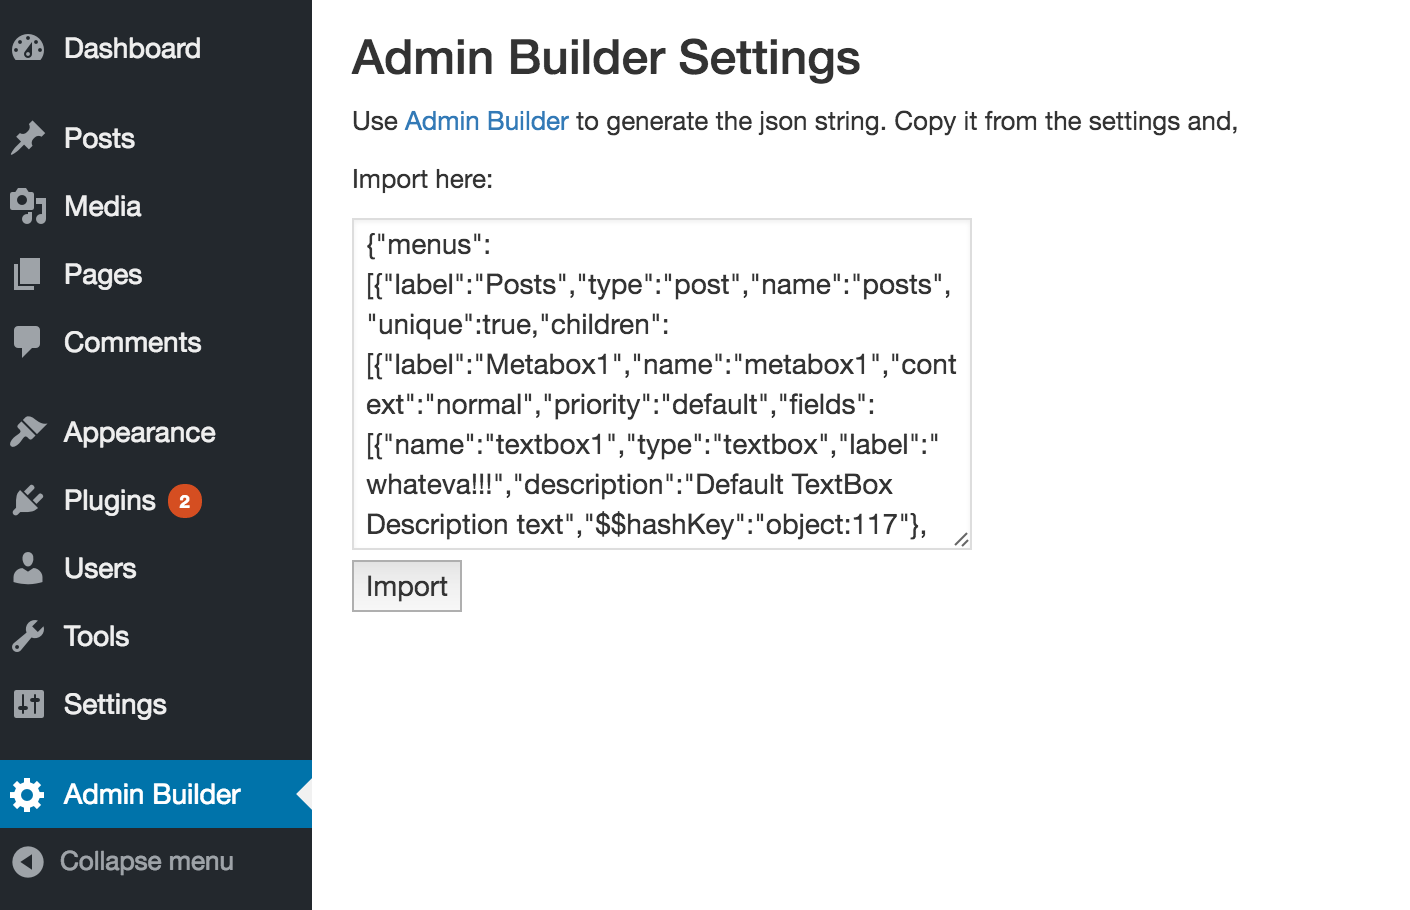 Dashboard
Posts
Media
Pages
Comments
Appearance
Plugins 2
Users
Tools
Settings
Admin Builder
Collapse menu
Admin Builder Settings
Use Admin Builder to generate the json string. Copy it from the settings and,
Import here:
{"menus":
[{"label":"Posts","type":"post","name":"posts",
"unique":true,"children":
[{"label":"Metabox1","name":"metabox1","cont
ext":"normal","priority":"default","fields":
[{"name":"textbox1","type":"textbox","label":"
whateva!!!","description":"Default TextBox
Description text","$$hashKey":"object:117"},
Import